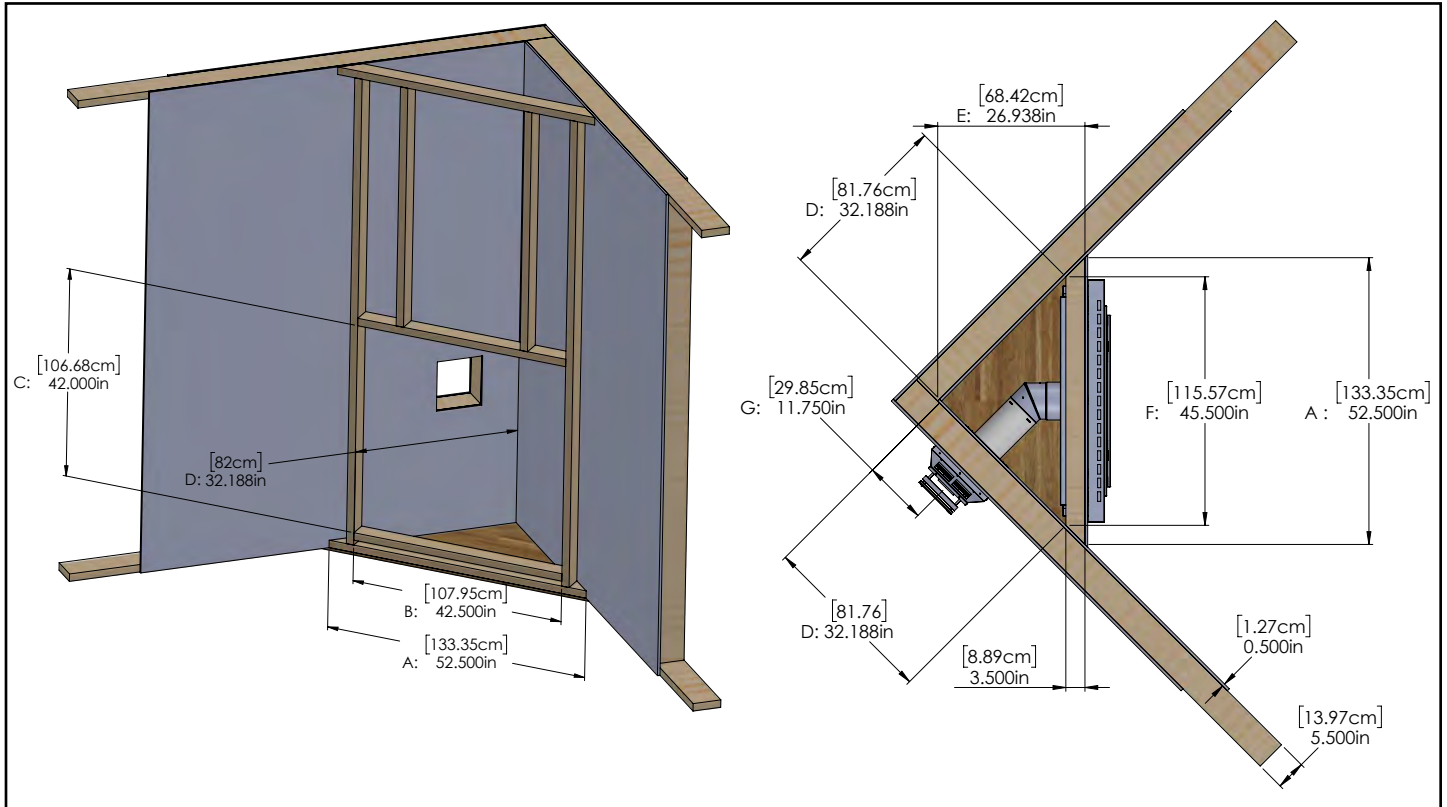 [106.68cm]
C: 42.000in
[82cm]
D: 32.188in
[107.95cm]
B: 42.500in
[133.35cm]
A: 52.500in
[68.42cm]
E: 26.938in
[81.76cm]
D: 32.188in
[29.85cm]
G: 11.750in
[115.57cm]
F: 45.500in
[133.35cm]
A : 52.500in
[81.76]
D: 32.188in
[8.89cm]
3.500in
[1.27cm]
0.500in
[13.97cm]
5.500in